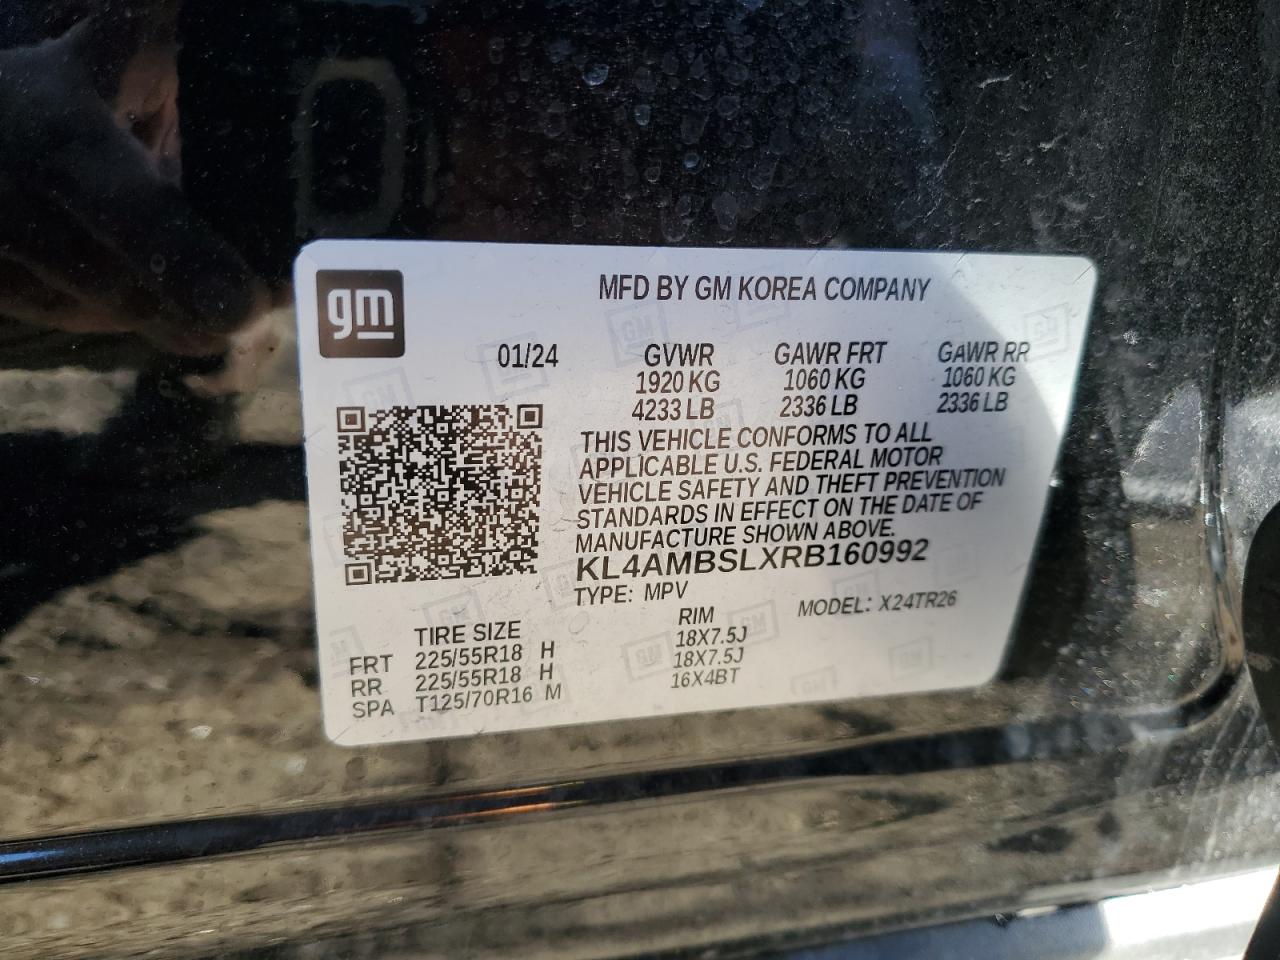 gm
MFD BY GM KOREA COMPANY
01/24 GVWR GAWR FRT GAWR RR
1920 KG 1060 KG 1060 KG
4233 LB 2336 LB 2336 LB
THIS VEHICLE CONFORMS TO ALL
APPLICABLE U.S. FEDERAL MOTOR
VEHICLE SAFETY AND THEFT PREVENTION
STANDARDS IN EFFECT ON THE DATE OF
MANUFACTURE SHOWN ABOVE.
KL4AMBSLXRB160992
TYPE: MPV MODEL: X24TR26
TIRE SIZE RIM
FRT 225/55R18 H 18X7.5J
RR 225/55R18 H 18X7.5J
SPA T125/70R16 M 16X4BT